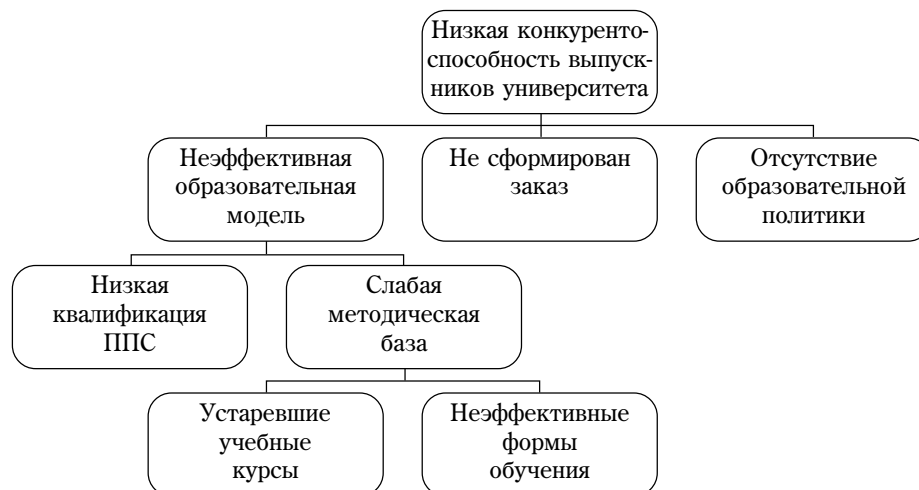 Низкая конкуренто-
способность выпуск-
ников университета
Неэффективная
образовательная
модель
Не сформирован
заказ
Отсутствие
образовательной
политики
Низкая
квалификация
ППС
Слабая
методическая
база
Устаревшие
учебные
курсы
Неэффективные
формы
обучения